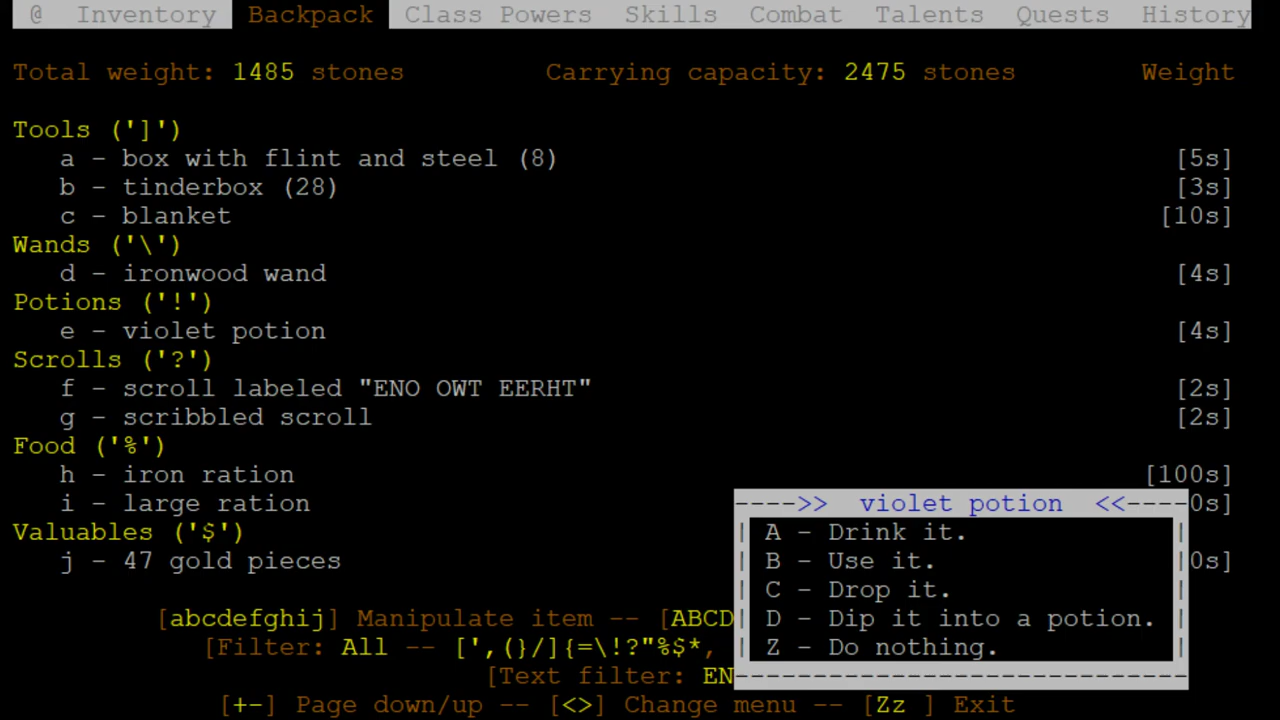 @ Inventory Backpack Class Powers Skills Combat Talents Quests History
Total weight: 1485 stones Carrying capacity: 2475 stones Weight
Tools (']')
a - box with flint and steel (8) [5s]
b - tinderbox (28) [3s]
c - blanket [10s]
Wands ('\')
d - ironwood wand [4s]
Potions ('!')
e - violet potion [4s]
Scrolls ('?')
f - scroll labeled "ENO OWT EERHT" [2s]
g - scribbled scroll [2s]
Food ('%')
h - iron ration [100s]
i - large ration 0s]
Valuables ('$')
j - 47 gold pieces 0s]
---->> violet potion <<----
| A - Drink it. |
| B - Use it. |
| C - Drop it. |
| D - Dip it into a potion. |
| Z - Do nothing. |
-----------------------------
[abcdefghij] Manipulate item -- [ABCD
[Filter: All -- [',(}/]{=\!?"%$*,
[Text filter: EN
[+-] Page down/up -- [<>] Change menu -- [Zz ] Exit